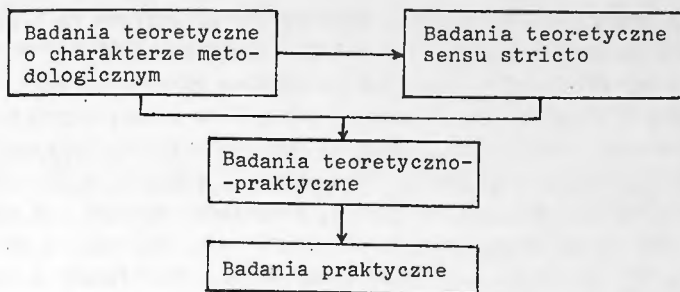 Badania teoretyczne
o charakterze meto-
dologicznym
Badania teoretyczne
sensu stricto
Badania teoretyczno-
-praktyczne
Badania praktyczne